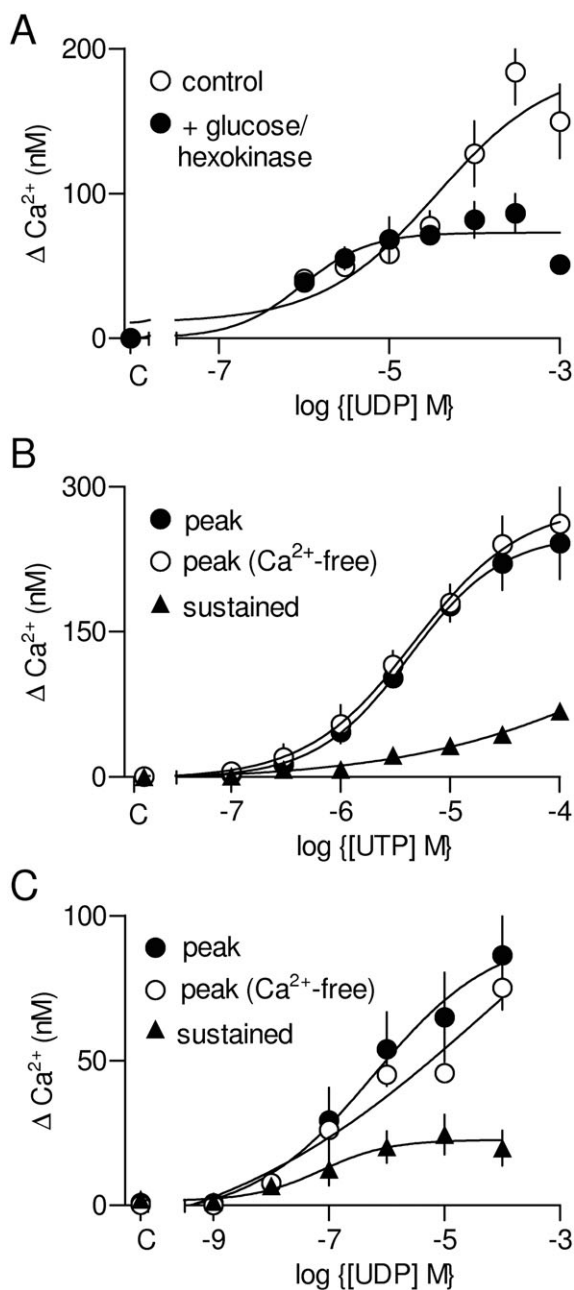 A
200
control
+ glucose/
hexokinase
Δ Ca²⁺ (nM)
100
0
C
-7
-5
-3
log {[UDP] M}
B
300
peak
peak (Ca²⁺-free)
sustained
Δ Ca²⁺ (nM)
150
0
C
-7
-6
-5
-4
log {[UTP] M}
C
100
peak
peak (Ca²⁺-free)
sustained
Δ Ca²⁺ (nM)
50
0
C
-9
-7
-5
-3
log {[UDP] M}